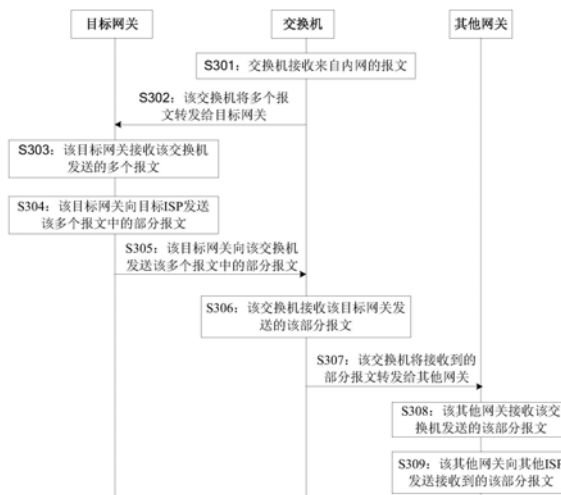 目标网关
交换机
其他网关
S301：交换机接收来自内网的报文
S302：该交换机将多个报
文转发给目标网关
S303：该目标网关接收该交换机
发送的多个报文
S304：该目标网关向目标ISP发送
该多个报文中的部分报文
S305：该目标网关向该交换机
发送该多个报文中的部分报文
S306：该交换机接收该目标网关发
送的该部分报文
S307：该交换机将接收到的
部分报文转发给其他网关
S308：该其他网关接收该交
换机发送的该部分报文
S309：该其他网关向其他ISP
发送接收到的该部分报文